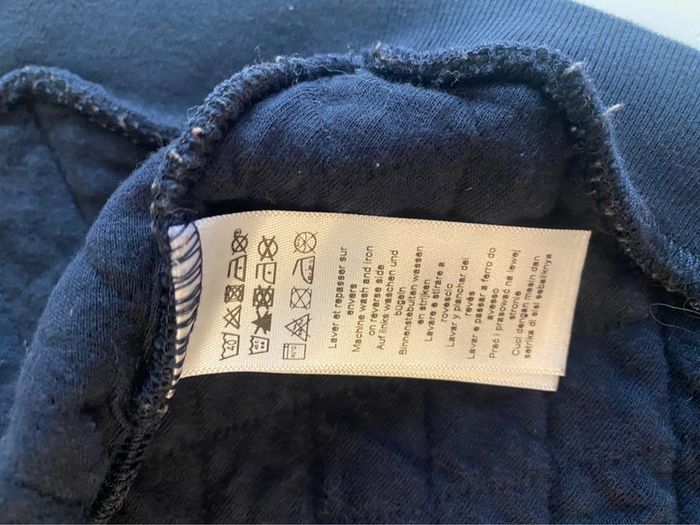 40
Laver et repasser sur
envers
Machine wash and iron
on reverse side
Auf links waschen und
bügeln
Binnenstebuiten wassen
en strijken
Lavare e stirare a
rovescio
Lavar y planchar del
revés
Lavar e passar a ferro do
avesso
Prać i prasować na lewej
stronie
Cuci dengan mesin dan
setrika di sisi sebaliknya